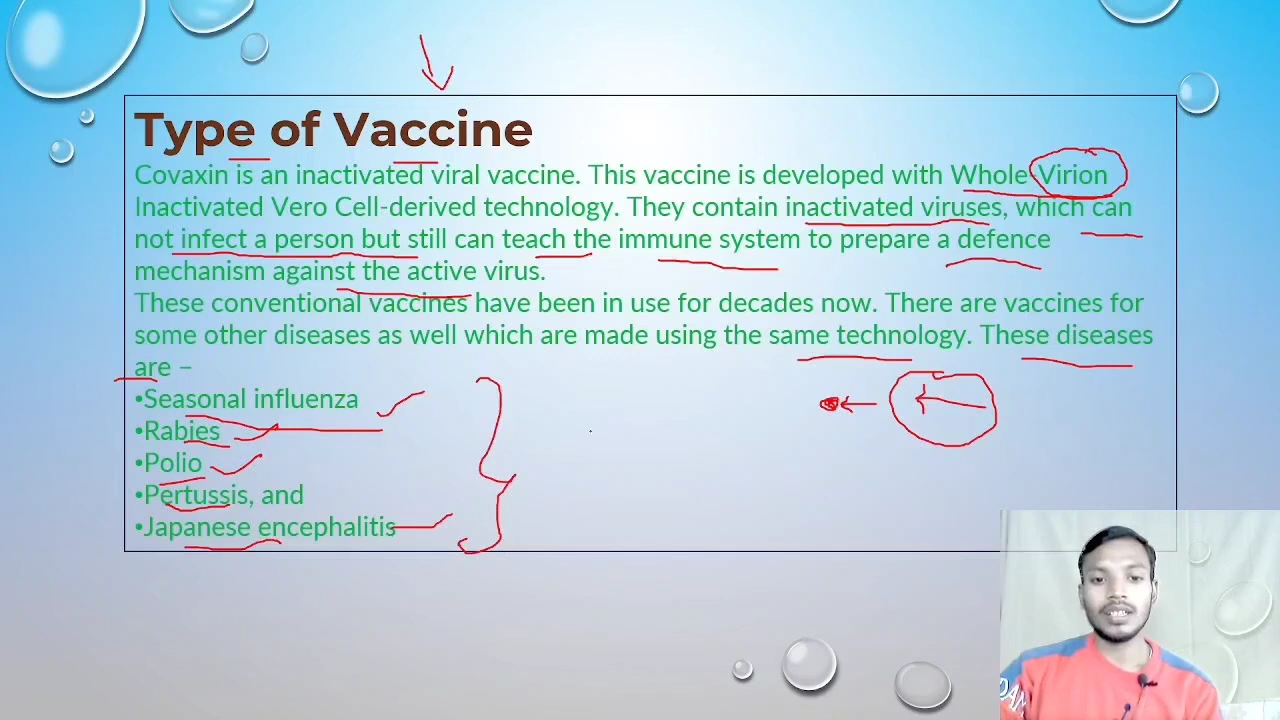 Type of Vaccine
Covaxin is an inactivated viral vaccine. This vaccine is developed with Whole Virion
Inactivated Vero Cell-derived technology. They contain inactivated viruses, which can
not infect a person but still can teach the immune system to prepare a defence
mechanism against the active virus.
These conventional vaccines have been in use for decades now. There are vaccines for
some other diseases as well which are made using the same technology. These diseases
are –
•Seasonal influenza
•Rabies
•Polio
•Pertussis, and
•Japanese encephalitis